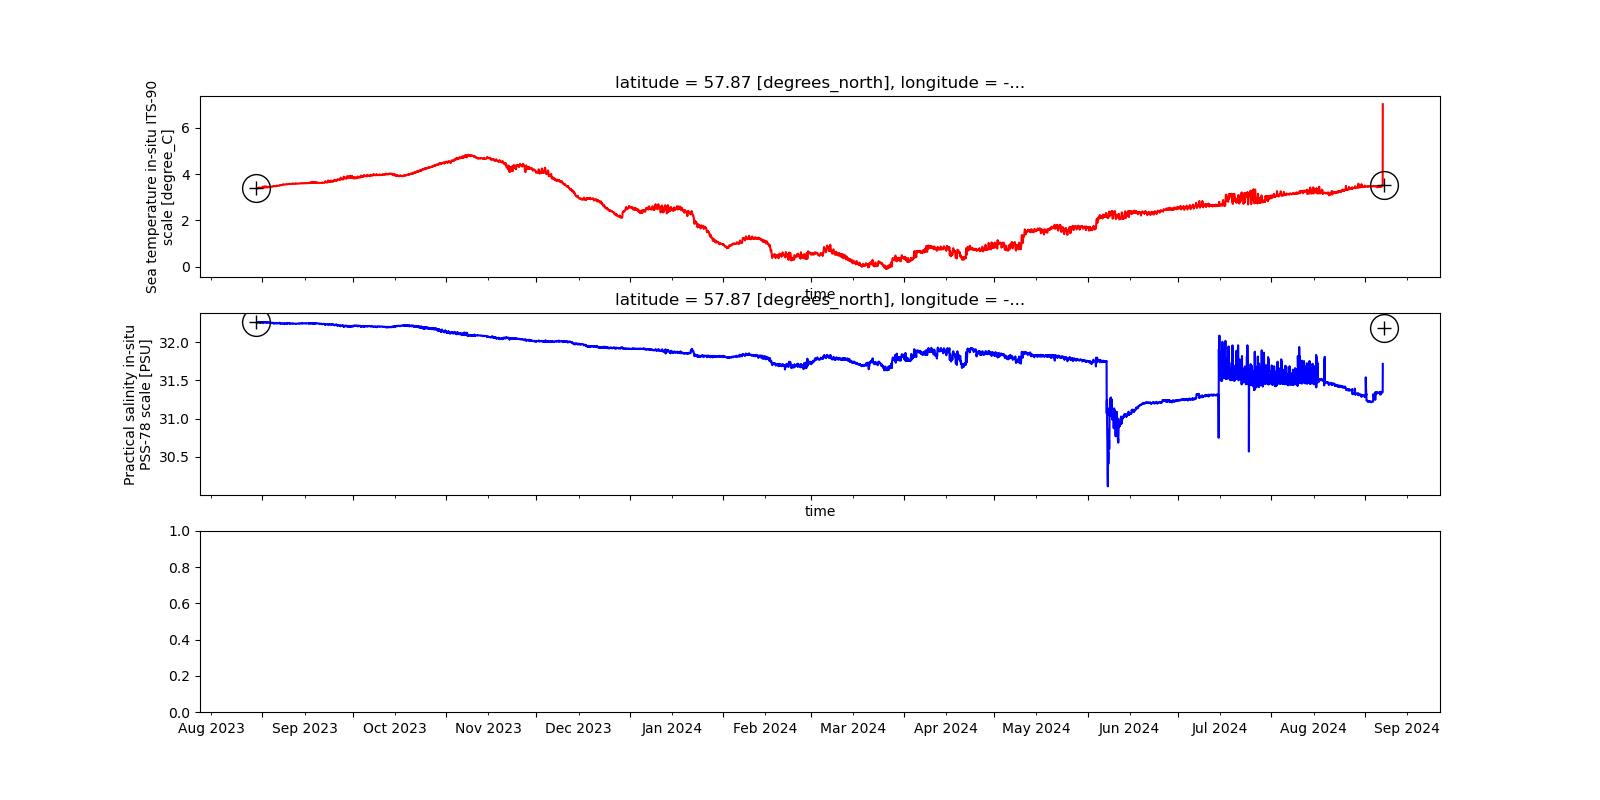 latitude = 57.87 [degrees_north], longitude = -...
Sea temperature in-situ ITS-90
scale [degree_C]
6
4
2
0
time
latitude = 57.87 [degrees_north], longitude = -...
Practical salinity in-situ
PSS-78 scale [PSU]
32.0
31.5
31.0
30.5
time
1.0
0.8
0.6
0.4
0.2
0.0
Aug 2023 Sep 2023 Oct 2023 Nov 2023 Dec 2023 Jan 2024 Feb 2024 Mar 2024 Apr 2024 May 2024 Jun 2024 Jul 2024 Aug 2024 Sep 2024